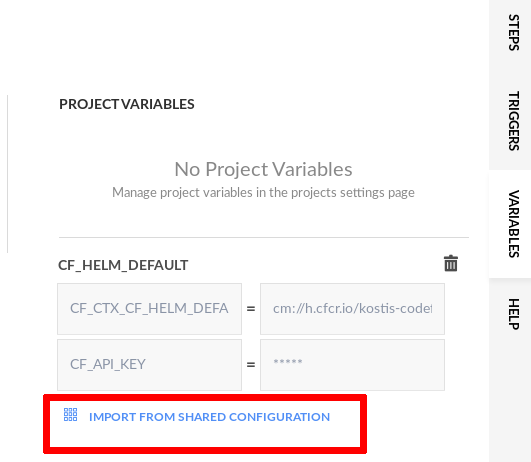 STEPS
TRIGGERS
VARIABLES
HELP
PROJECT VARIABLES
No Project Variables
Manage project variables in the projects settings page
CF_HELM_DEFAULT
CF_CTX_CF_HELM_DEFA = cm://h.cfcr.io/kostis-codef
CF_API_KEY = *****
IMPORT FROM SHARED CONFIGURATION